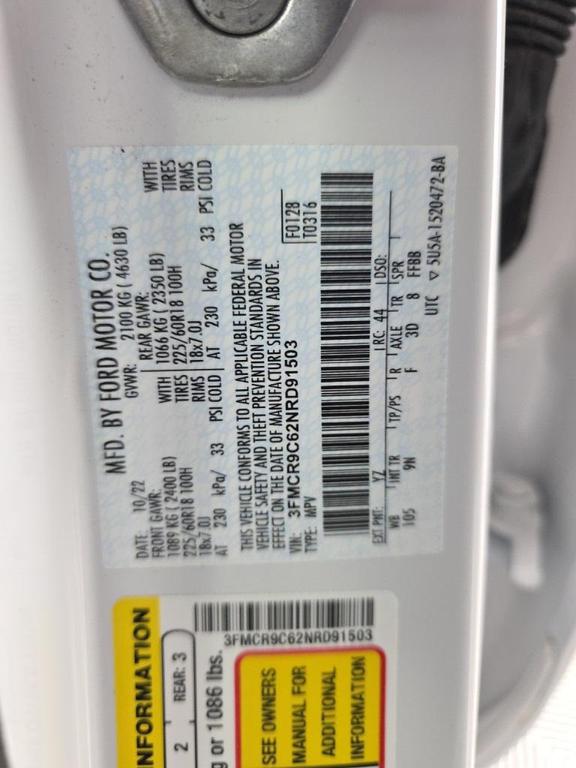 MFD. BY FORD MOTOR CO.
DATE: 10/22 GVWR: 2100 KG ( 4630 LB)
FRONT GAWR: REAR GAWR:
1089 KG ( 2400 LB) WITH 1066 KG ( 2350 LB) WITH
225/60R18 100H TIRES 225/60R18 100H TIRES
18x7.0J RIMS 18x7.0J RIMS
AT 230 kPa/ 33 PSI COLD AT 230 kPa/ 33 PSI COLD
THIS VEHICLE CONFORMS TO ALL APPLICABLE FEDERAL MOTOR
VEHICLE SAFETY AND THEFT PREVENTION STANDARDS IN
EFFECT ON THE DATE OF MANUFACTURE SHOWN ABOVE.
VIN: 3FMCR9C62NRD91503 F0128
TYPE: MPV T0316
EXT PNT: YZ RC: 44 DSO:
WB INT TR TP/PS R AXLE TR SPR
105 9N F 3D 8 FFBB
UTC ▽ 5U5A-1520472-BA
INFORMATION
2 REAR: 3
3FMCR9C62NRD91503
or 1086 lbs.
SEE OWNERS
MANUAL FOR
ADDITIONAL
INFORMATION